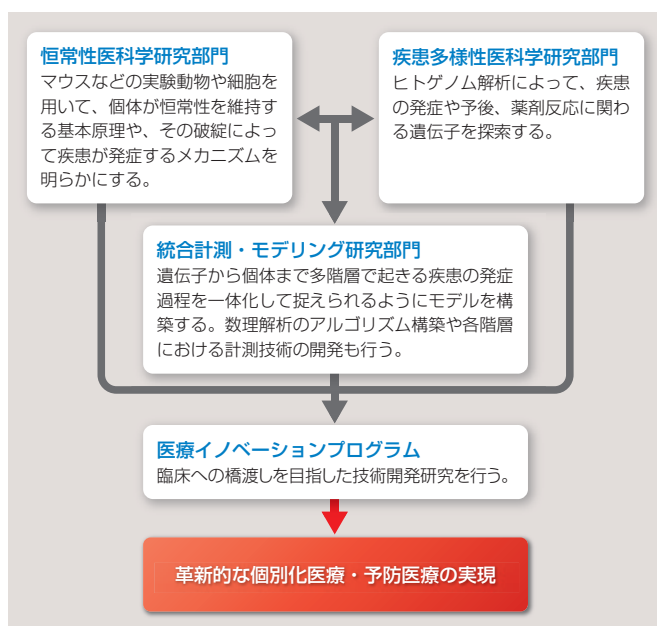 恒常性医科学研究部門
マウスなどの実験動物や細胞を
用いて、個体が恒常性を維持す
る基本原理や、その破綻によっ
て疾患が発症するメカニズムを
明らかにする。
疾患多様性医科学研究部門
ヒトゲノム解析によって、疾患
の発症や予後、薬剤反応に関わ
る遺伝子を探索する。
統合計測・モデリング研究部門
遺伝子から個体まで多階層で起きる疾患の発症
過程を一体化して捉えられるようにモデルを構
築する。数理解析のアルゴリズム構築や各階層
における計測技術の開発も行う。
医療イノベーションプログラム
臨床への橋渡しを目指した技術開発研究を行う。
革新的な個別化医療・予防医療の実現